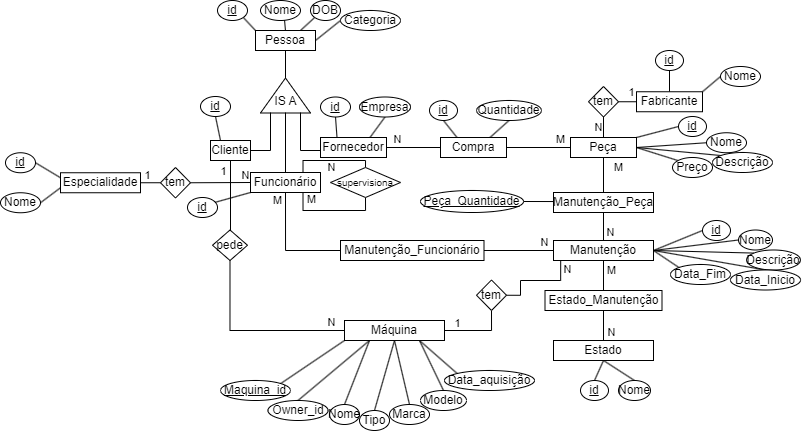 id
Nome
DOB
Categoria
Pessoa
IS A
id
Cliente
id
Empresa
Fornecedor
N
id
Quantidade
Compra
M
tem
1
N
id
Nome
Fabricante
Peça
id
Nome
Descrição
Preço
M
id
Nome
Especialidade
1
tem
N
1
Funcionário
id
M
N
supervisiona
M
Peça_Quantidade
Manutenção_Peça
N
pede
Manutenção_Funcionário
N
Manutenção
id
Nome
Descrição
Data_Inicio
Data_Fim
N
M
tem
Estado_Manutenção
N
Máquina
1
N
Estado
id
Nome
Maquina_id
Owner_id
Nome
Tipo
Marca
Modelo
Data_aquisição